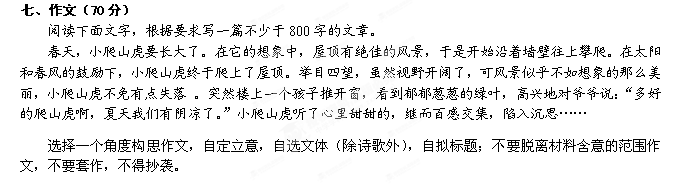 七、作文（70 分）
阅读下面文字，根据要求写一篇不少于 800 字的文章。
春天，小爬山虎要长大了。在它的想象中，屋顶有绝佳的风景，于是开始沿着墙壁往上攀爬。在太阳
和春风的鼓励下，小爬山虎终于爬上了屋顶。举目四望，虽然视野开阔了，可风景似乎不如想象的那么美
丽，小爬山虎不免有点失落 。突然楼上一个孩子推开窗，看到郁郁葱葱的绿叶，高兴地对爷爷说：“多好
的爬山虎啊，夏天我们有阴凉了。”小爬山虎听了心里甜甜的，继而百感交集，陷入沉思……
选择一个角度构思作文，自定立意，自选文体（除诗歌外），自拟标题；不要脱离材料含意的范围作
文，不要套作，不得抄袭。